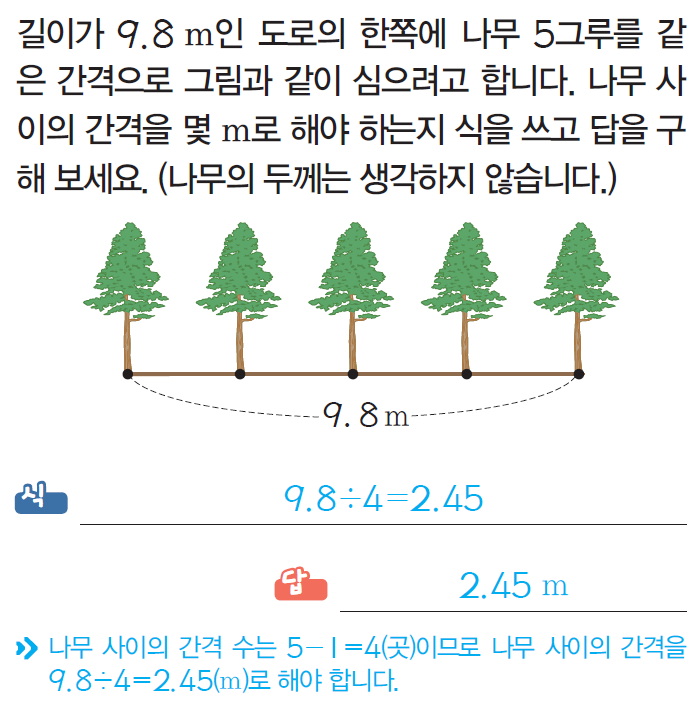 길이가 9.8 m인 도로의 한쪽에 나무 5그루를 같
은 간격으로 그림과 같이 심으려고 합니다. 나무 사
이의 간격을 몇 m로 해야 하는지 식을 쓰고 답을 구
해 보세요. (나무의 두께는 생각하지 않습니다.)
9.8 m
식 9.8÷4=2.45
답 2.45 m
나무 사이의 간격 수는 5-1=4(곳)이므로 나무 사이의 간격을
9.8÷4=2.45(m)로 해야 합니다.